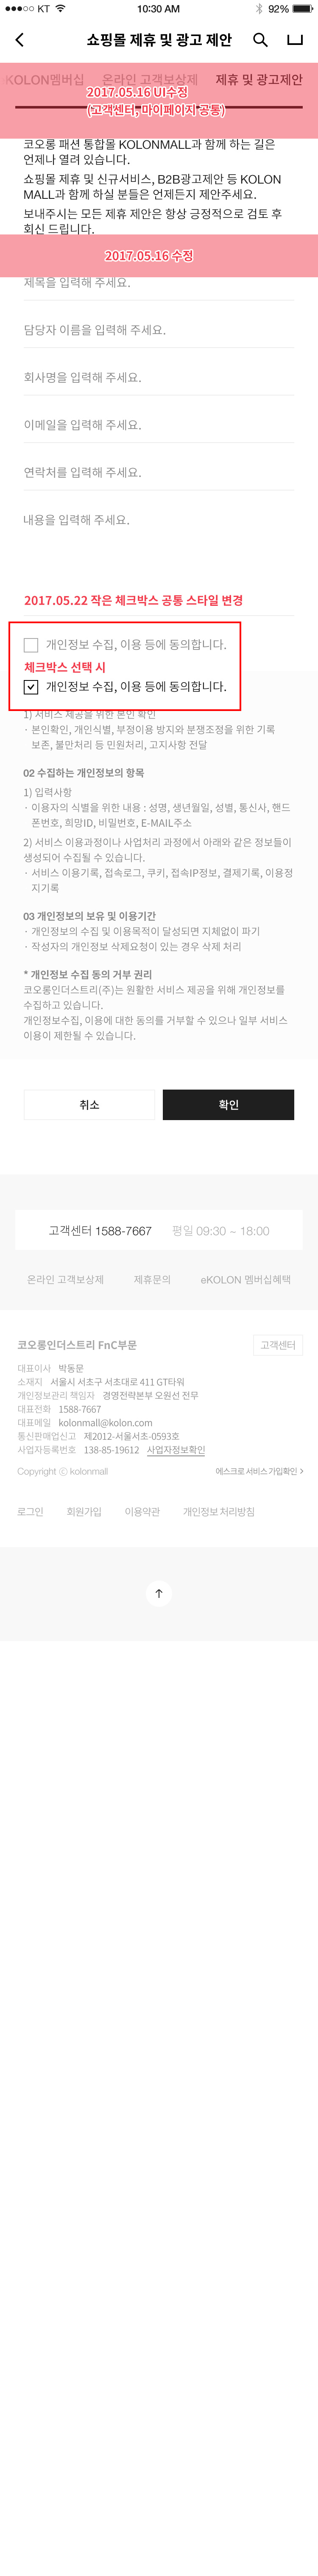 KT 10:30 AM 92%
쇼핑몰 제휴 및 광고 제안
KOLON멤버십 온라인 고객보상제 제휴 및 광고제안
2017.05.16 UI수정
(고객센터, 마이페이지 공통)
코오롱 패션 통합몰 KOLONMALL과 함께 하는 길은
언제나 열려 있습니다.
쇼핑몰 제휴 및 신규서비스, B2B광고제안 등 KOLON
MALL과 함께 하실 분들은 언제든지 제안주세요.
보내주시는 모든 제휴 제안은 항상 긍정적으로 검토 후
회신 드립니다.
2017.05.16 수정
제목을 입력해 주세요.
담당자 이름을 입력해 주세요.
회사명을 입력해 주세요.
이메일을 입력해 주세요.
연락처를 입력해 주세요.
내용을 입력해 주세요.
2017.05.22 작은 체크박스 공통 스타일 변경
개인정보 수집, 이용 등에 동의합니다.
체크박스 선택 시
개인정보 수집, 이용 등에 동의합니다.
1) 서비스 제공을 위한 본인 확인
· 본인확인, 개인식별, 부정이용 방지와 분쟁조정을 위한 기록
보존, 불만처리 등 민원처리, 고지사항 전달
02 수집하는 개인정보의 항목
1) 입력사항
· 이용자의 식별을 위한 내용 : 성명, 생년월일, 성별, 통신사, 핸드
폰번호, 희망ID, 비밀번호, E-MAIL주소
2) 서비스 이용과정이나 사업처리 과정에서 아래와 같은 정보들이
생성되어 수집될 수 있습니다.
· 서비스 이용기록, 접속로그, 쿠키, 접속IP정보, 결제기록, 이용정
지기록
03 개인정보의 보유 및 이용기간
· 개인정보의 수집 및 이용목적이 달성되면 지체없이 파기
· 작성자의 개인정보 삭제요청이 있는 경우 삭제 처리
* 개인정보 수집 동의 거부 권리
코오롱인더스트리(주)는 원활한 서비스 제공을 위해 개인정보를
수집하고 있습니다.
개인정보수집, 이용에 대한 동의를 거부할 수 있으나 일부 서비스
이용이 제한될 수 있습니다.
취소 확인
고객센터 1588-7667 평일 09:30 ~ 18:00
온라인 고객보상제 제휴문의 eKOLON 멤버십혜택
코오롱인더스트리 FnC부문 고객센터
대표이사 박동문
소재지 서울시 서초구 서초대로 411 GT타워
개인정보관리 책임자 경영전략본부 오원선 전무
대표전화 1588-7667
대표메일 kolonmall@kolon.com
통신판매업신고 제2012-서울서초-0593호
사업자등록번호 138-85-19612 사업자정보확인
Copyright ⓒ kolonmall 에스크로 서비스 가입확인 >
로그인 회원가입 이용약관 개인정보 처리방침